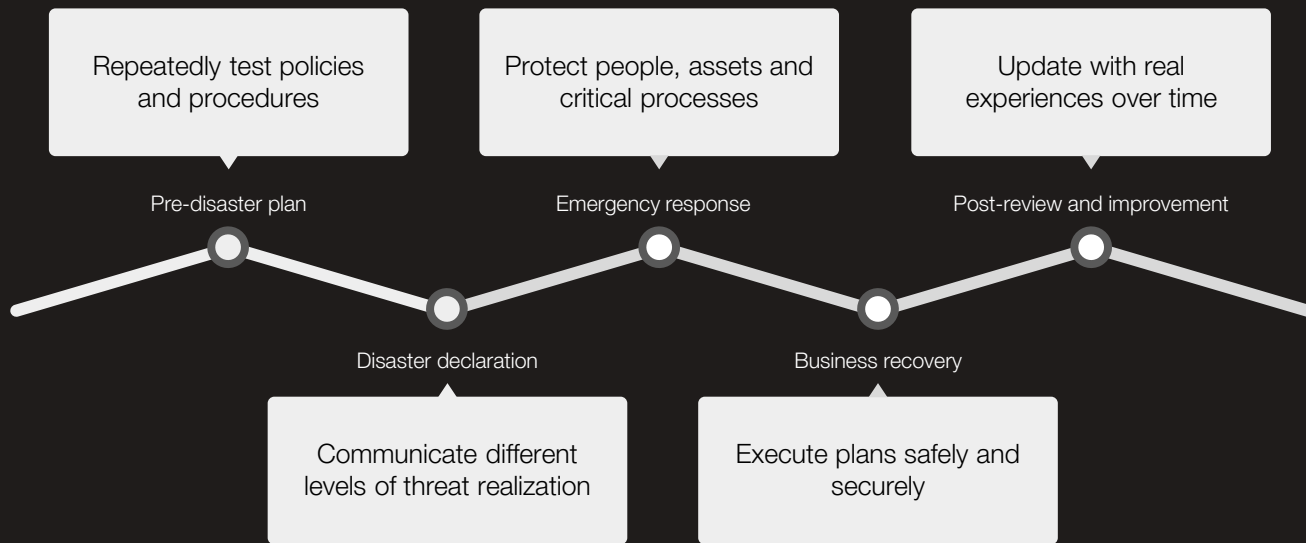 Repeatedly test policies
and procedures
Protect people, assets and
critical processes
Update with real
experiences over time
Pre-disaster plan
Emergency response
Post-review and improvement
Disaster declaration
Business recovery
Communicate different
levels of threat realization
Execute plans safely and
securely